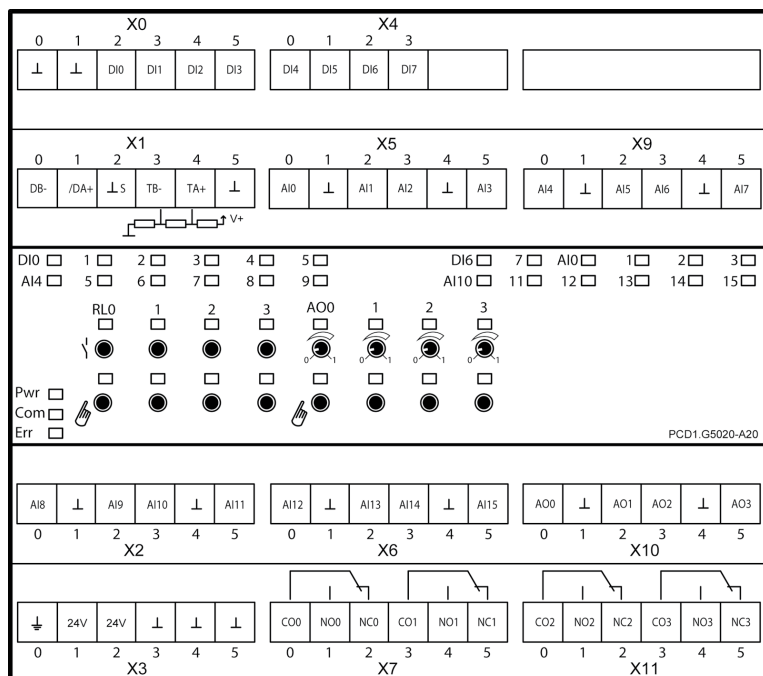 X0 X4
0 1 2 3 4 5 0 1 2 3
⊥ ⊥ DI0 DI1 DI2 DI3 DI4 DI5 DI6 DI7
X1 X5 X9
0 1 2 3 4 5 0 1 2 3 4 5 0 1 2 3 4 5
DB- /DA+ ⊥ S TB- TA+ ⊥ AI0 ⊥ AI1 AI2 ⊥ AI3 AI4 ⊥ AI5 AI6 ⊥ AI7
V+
DI0 1 2 3 4 5 DI6 7 AI0 1 2 3
AI4 5 6 7 8 9 AI10 11 12 13 14 15
RL0 1 2 3 AO0 1 2 3
0 1 0 1 0 1 0 1
Pwr
Com
Err
PCD1.G5020-A20
AI8 ⊥ AI9 AI10 ⊥ AI11 AI12 ⊥ AI13 AI14 ⊥ AI15 AO0 ⊥ AO1 AO2 ⊥ AO3
0 1 2 3 4 5 0 1 2 3 4 5 0 1 2 3 4 5
X2 X6 X10
24V 24V ⊥ ⊥ ⊥ CO0 NO0 NC0 CO1 NO1 NC1 CO2 NO2 NC2 CO3 NO3 NC3
0 1 2 3 4 5 0 1 2 3 4 5 0 1 2 3 4 5
X3 X7 X11